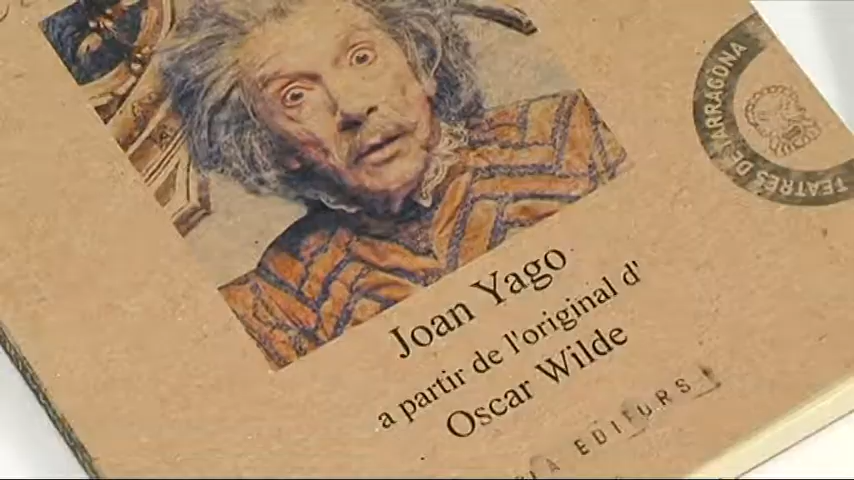 TEATRES DE TARRAGONA
Joan Yago
a partir de l'original d'
Oscar Wilde
EDITORS